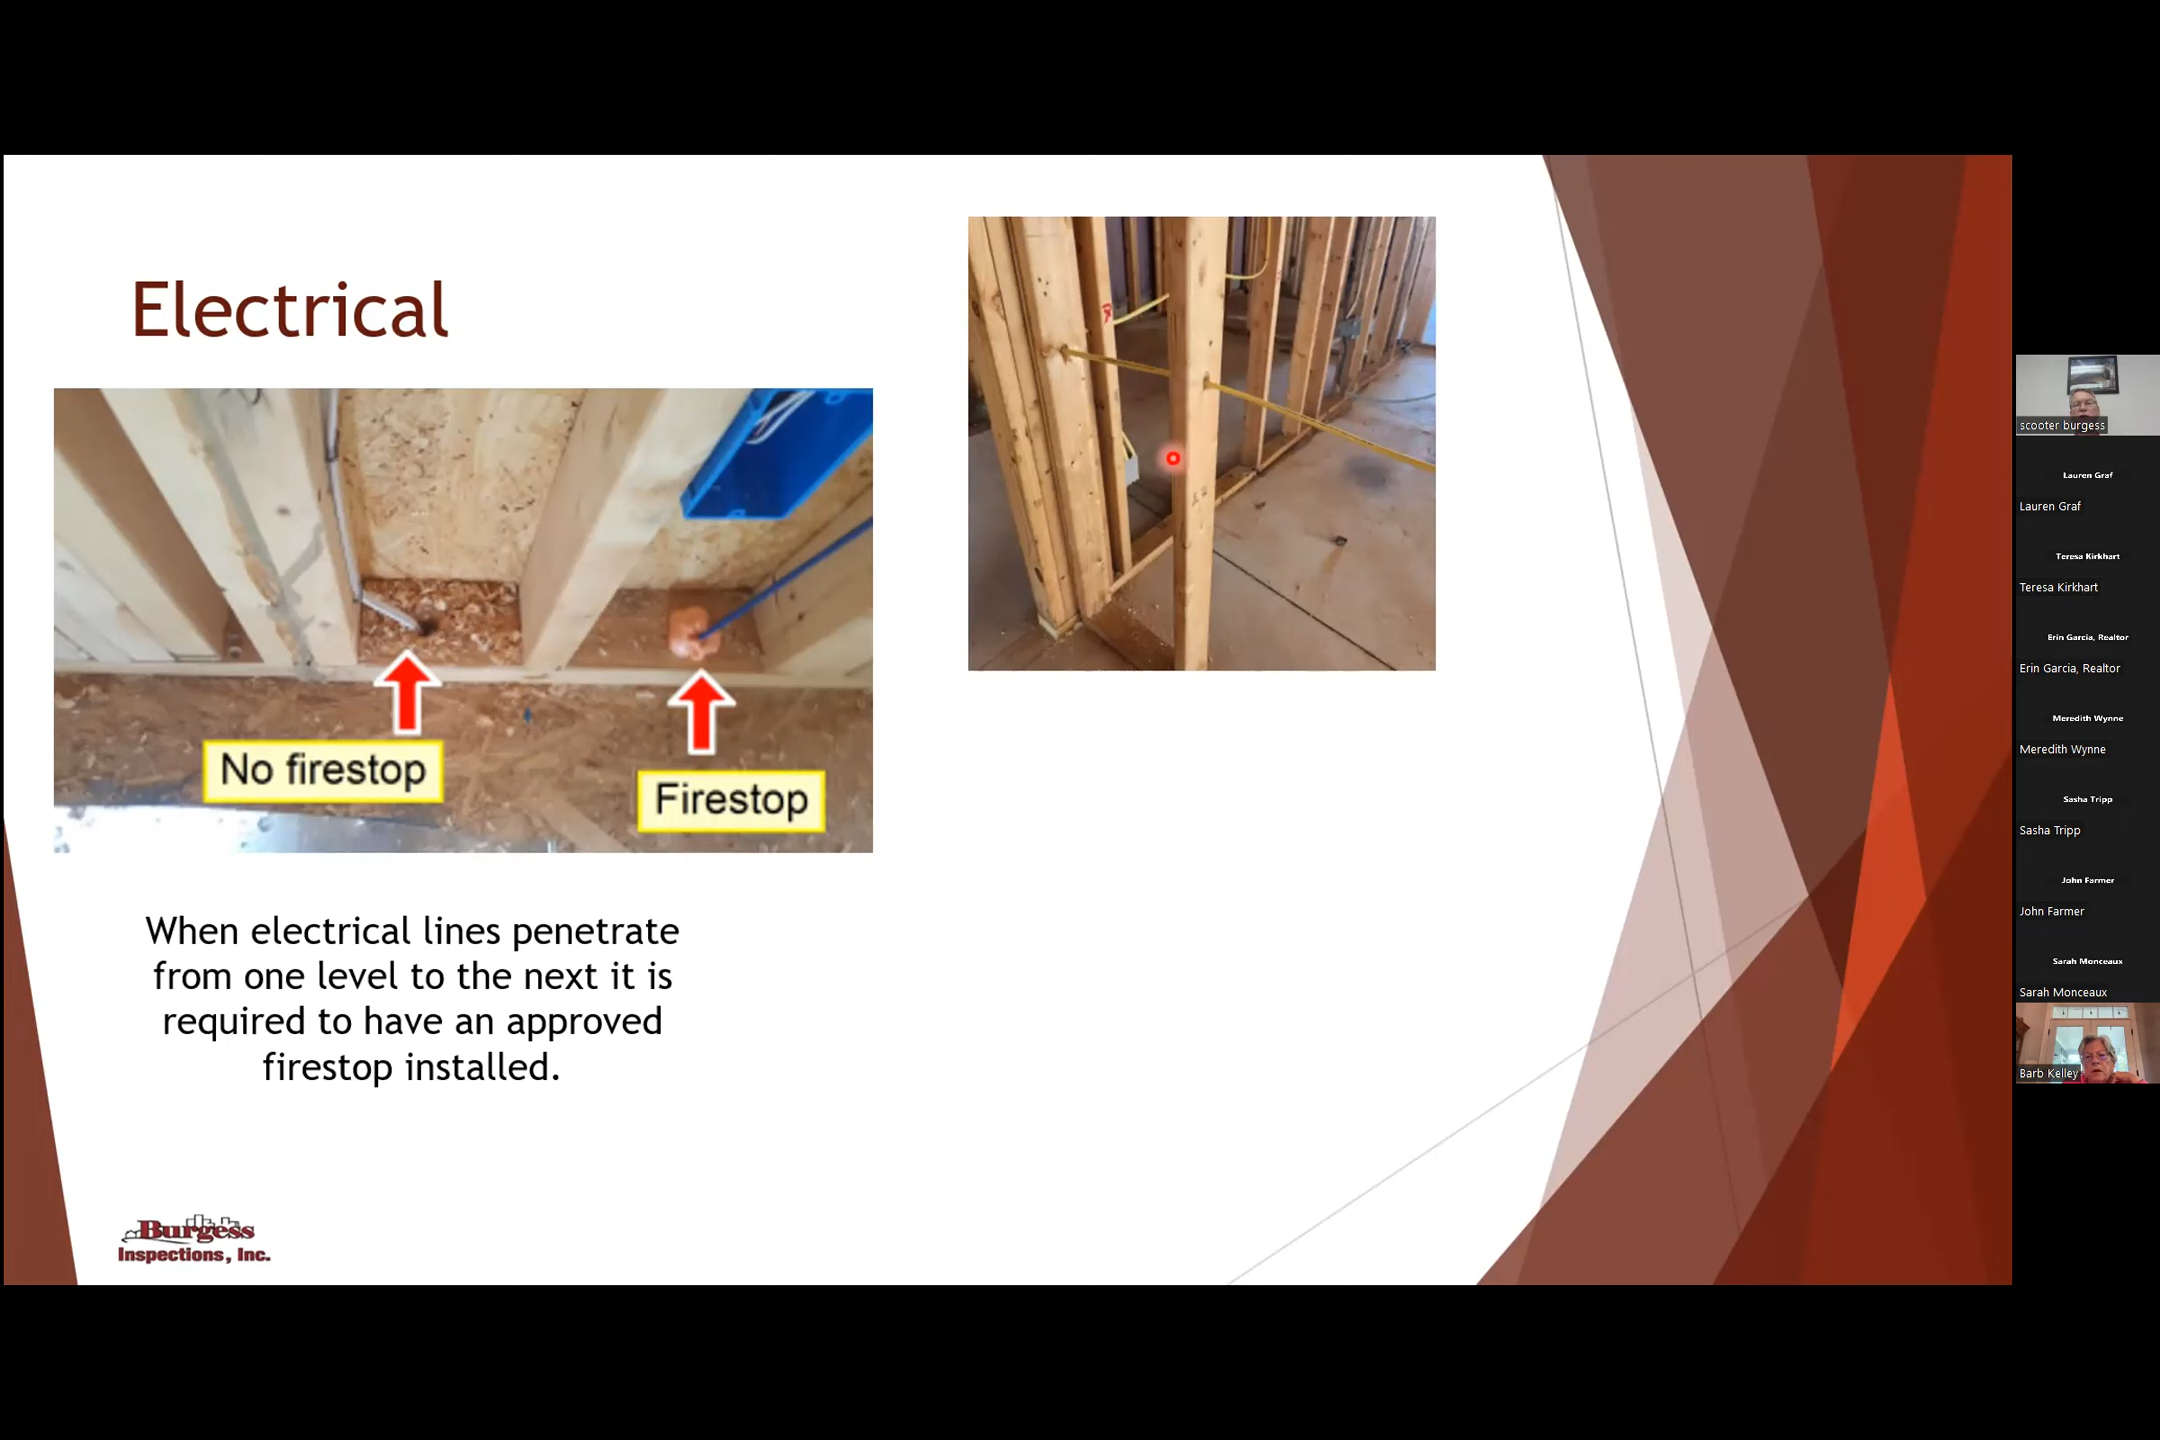 Electrical
No firestop
Firestop
When electrical lines penetrate
from one level to the next it is
required to have an approved
firestop installed.
Burgess
Inspections, Inc.
scooter burgess
Lauren Graf
Lauren Graf
Teresa Kirkhart
Teresa Kirkhart
Erin Garcia, Realtor
Erin Garcia, Realtor
Meredith Wynne
Meredith Wynne
Sasha Tripp
Sasha Tripp
John Farmer
John Farmer
Sarah Monceaux
Sarah Monceaux
Barb Kelley